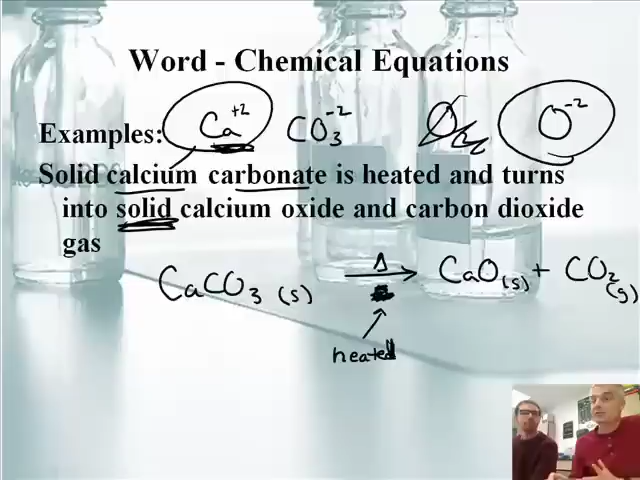 Word - Chemical Equations
Examples: Ca+2 CO3-2 O-2
Solid calcium carbonate is heated and turns
into solid calcium oxide and carbon dioxide
gas
CaCO3 (s) Δ→ CaO(s) + CO2(g)
heated